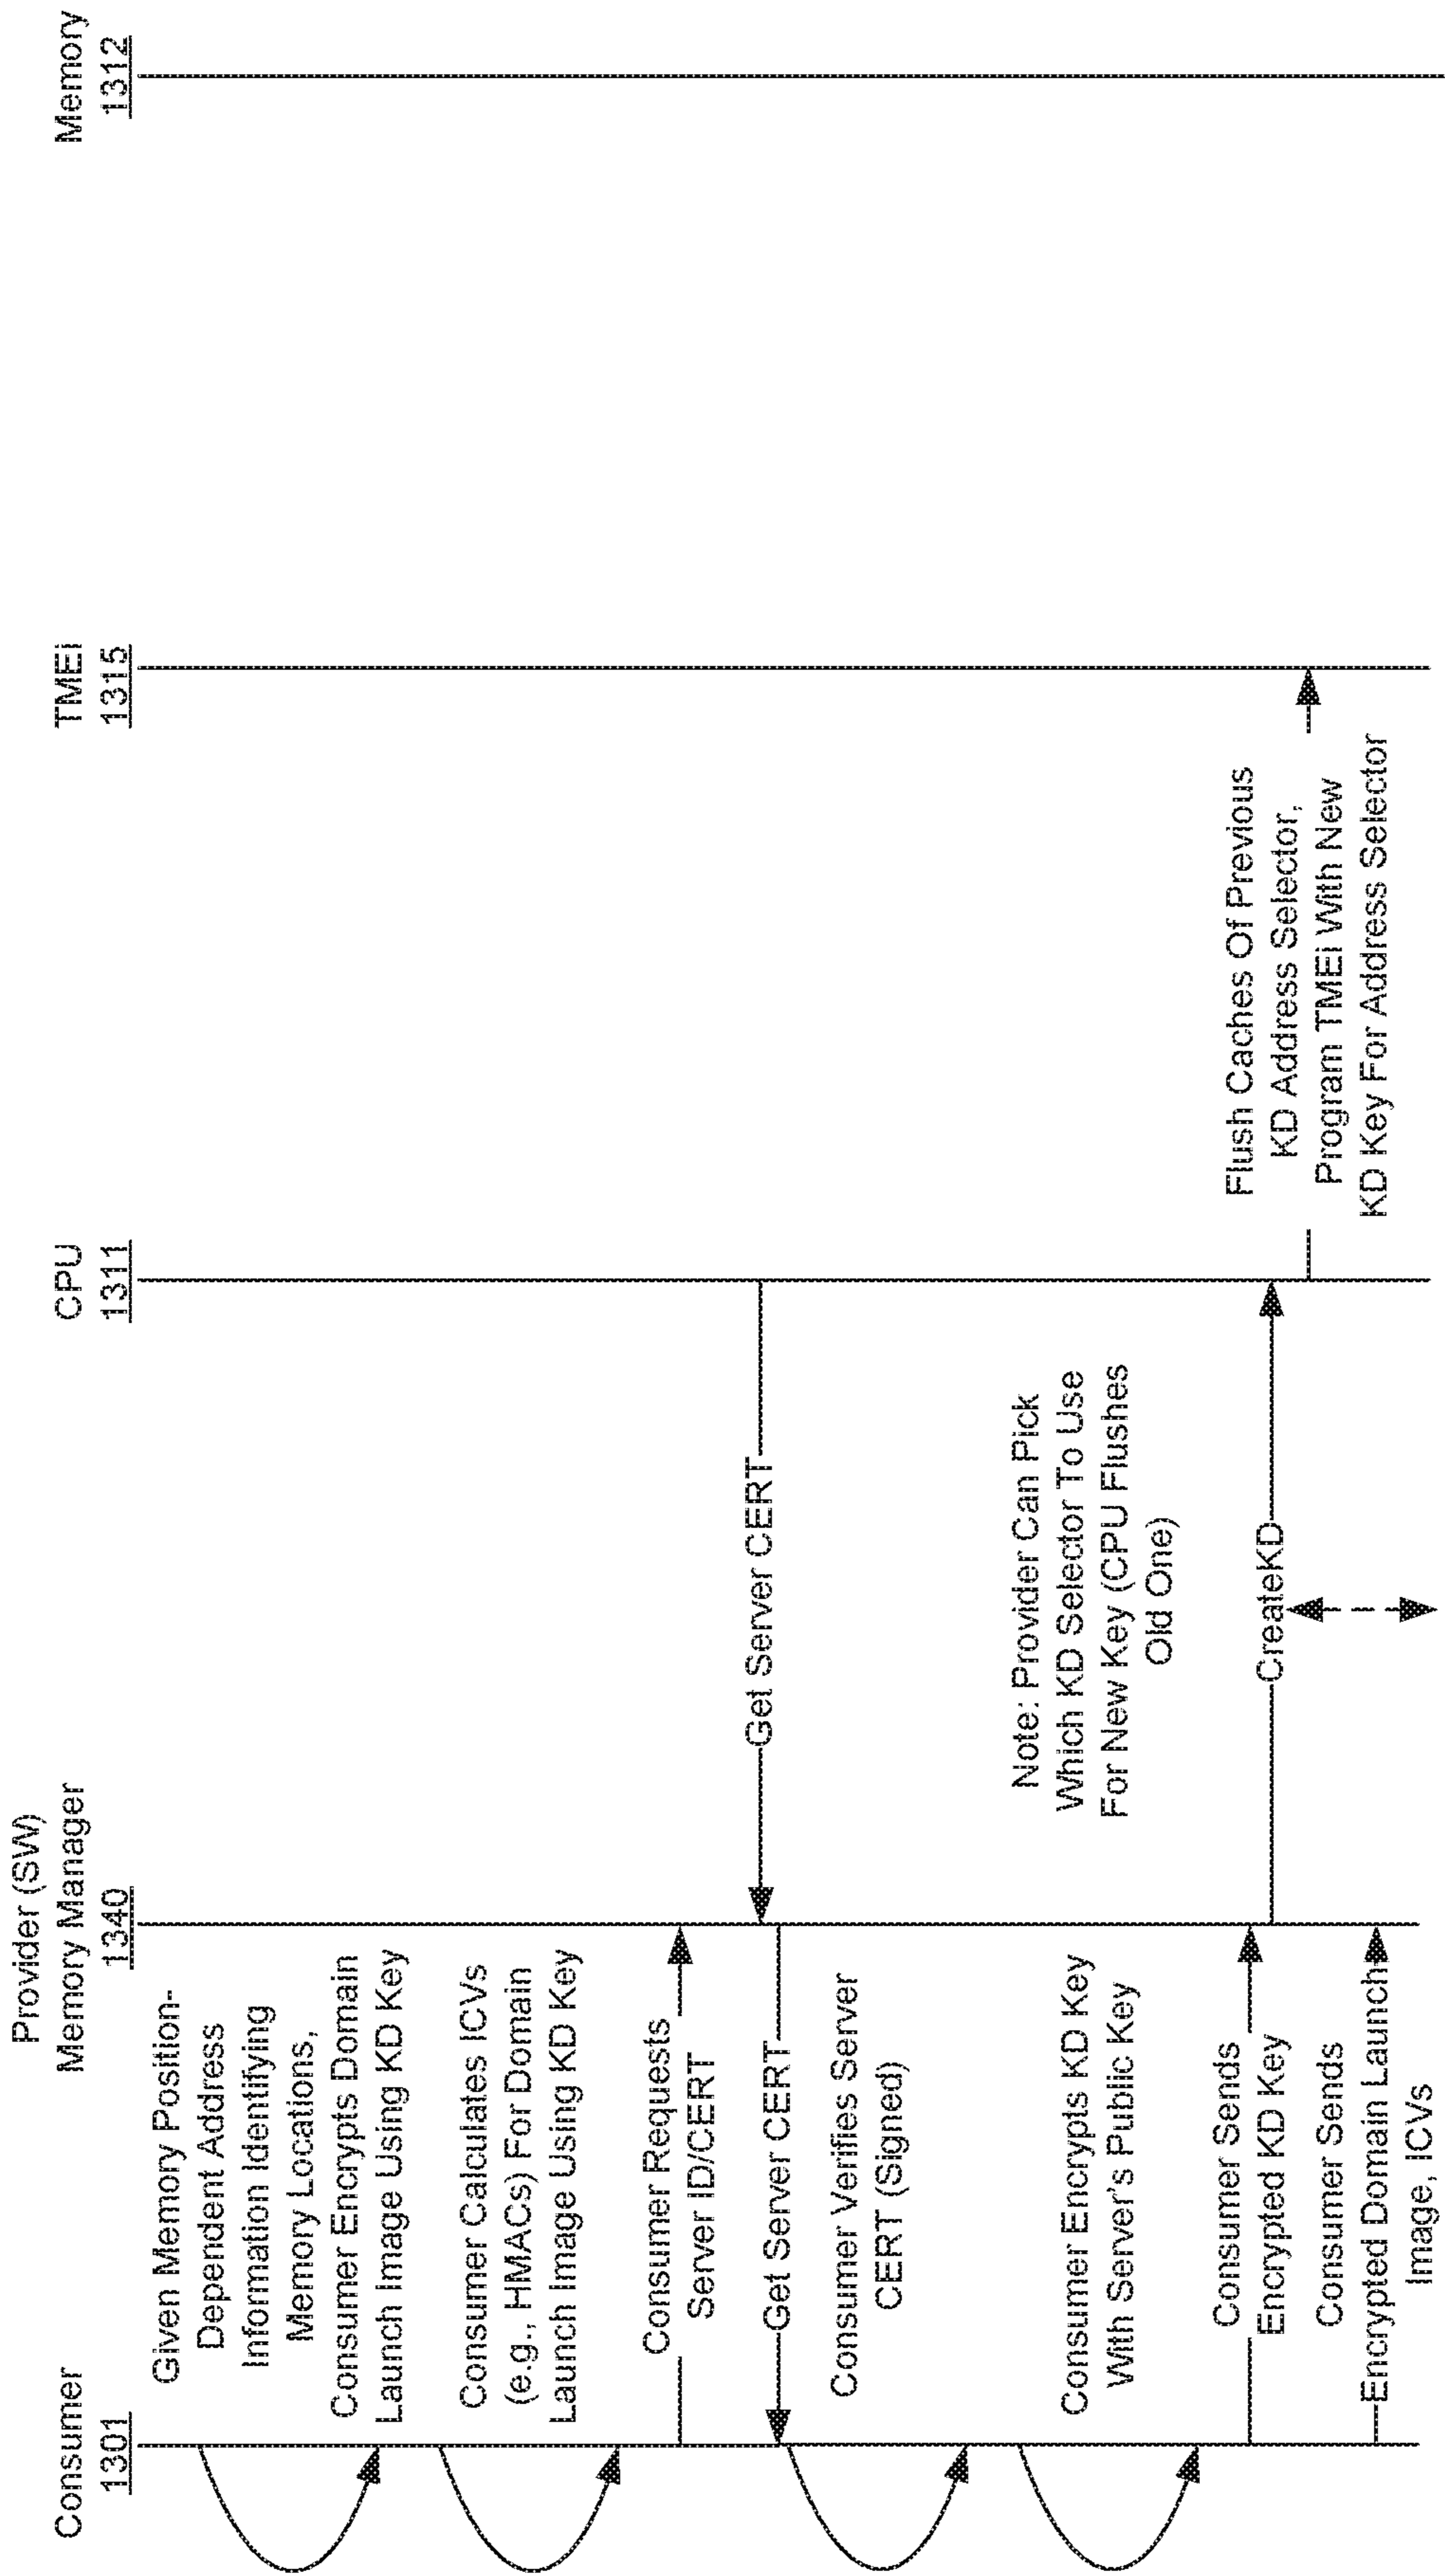 Consumer
1301
Provider (SW)
Memory Manager
1340
CPU
1311
TMEi
1315
Memory
1312
Given Memory Position-
Dependent Address
Information Identifying
Memory Locations,
Consumer Encrypts Domain
Launch Image Using KD Key
Consumer Calculates ICVs
(e.g., HMACs) For Domain
Launch Image Using KD Key
Consumer Requests
Server ID/CERT
Get Server CERT
Get Server CERT
Consumer Verifies Server
CERT (Signed)
Note: Provider Can Pick
Which KD Selector To Use
For New Key (CPU Flushes
Old One)
Consumer Encrypts KD Key
With Server's Public Key
Consumer Sends
Encrypted KD Key
CreateKD
Flush Caches Of Previous
KD Address Selector,
Program TMEi With New
KD Key For Address Selector
Consumer Sends
Encrypted Domain Launch
Image, ICVs